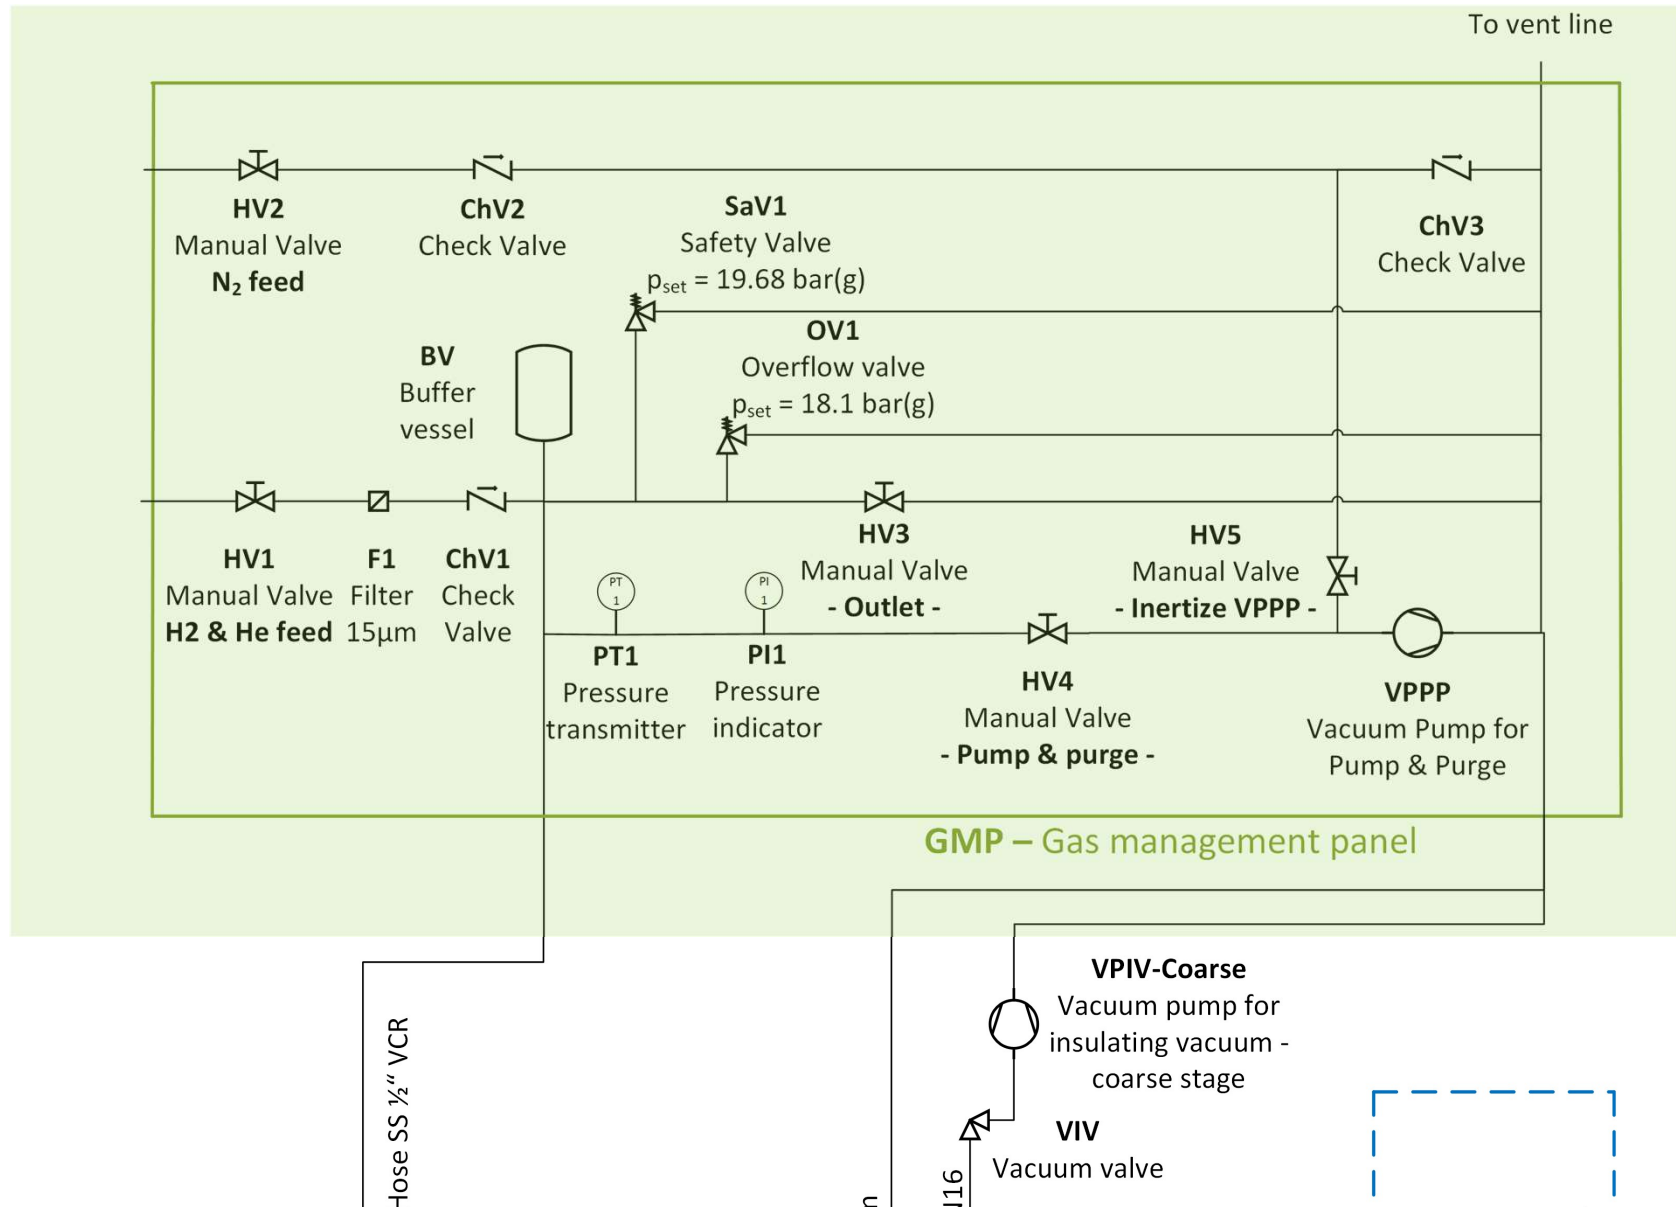 To vent line
HV2
Manual Valve
N₂ feed
ChV2
Check Valve
SaV1
Safety Valve
pset = 19.68 bar(g)
ChV3
Check Valve
OV1
Overflow valve
pset = 18.1 bar(g)
BV
Buffer
vessel
HV1
Manual Valve
H2 & He feed
F1
Filter
15µm
ChV1
Check
Valve
PT
1
PT1
Pressure
transmitter
PI
1
PI1
Pressure
indicator
HV3
Manual Valve
- Outlet -
HV5
Manual Valve
- Inertize VPPP -
HV4
Manual Valve
- Pump & purge -
VPPP
Vacuum Pump for
Pump & Purge
GMP – Gas management panel
VPIV-Coarse
Vacuum pump for
insulating vacuum -
coarse stage
VIV
Vacuum valve
Hose SS ½“ VCR